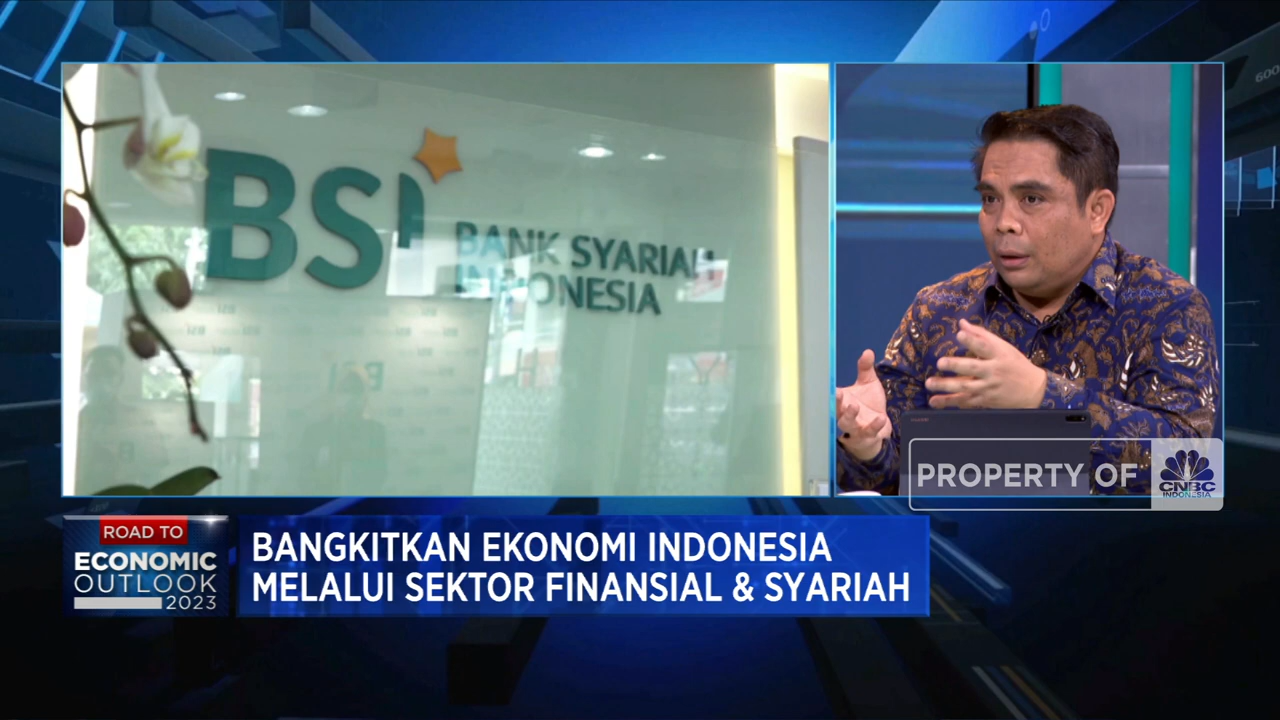 BSI
BANK SYARIAH
INDONESIA
PROPERTY OF
CNBC
INDONESIA
ROAD TO
ECONOMIC
OUTLOOK
2023
BANGKITKAN EKONOMI INDONESIA
MELALUI SEKTOR FINANSIAL & SYARIAH
600